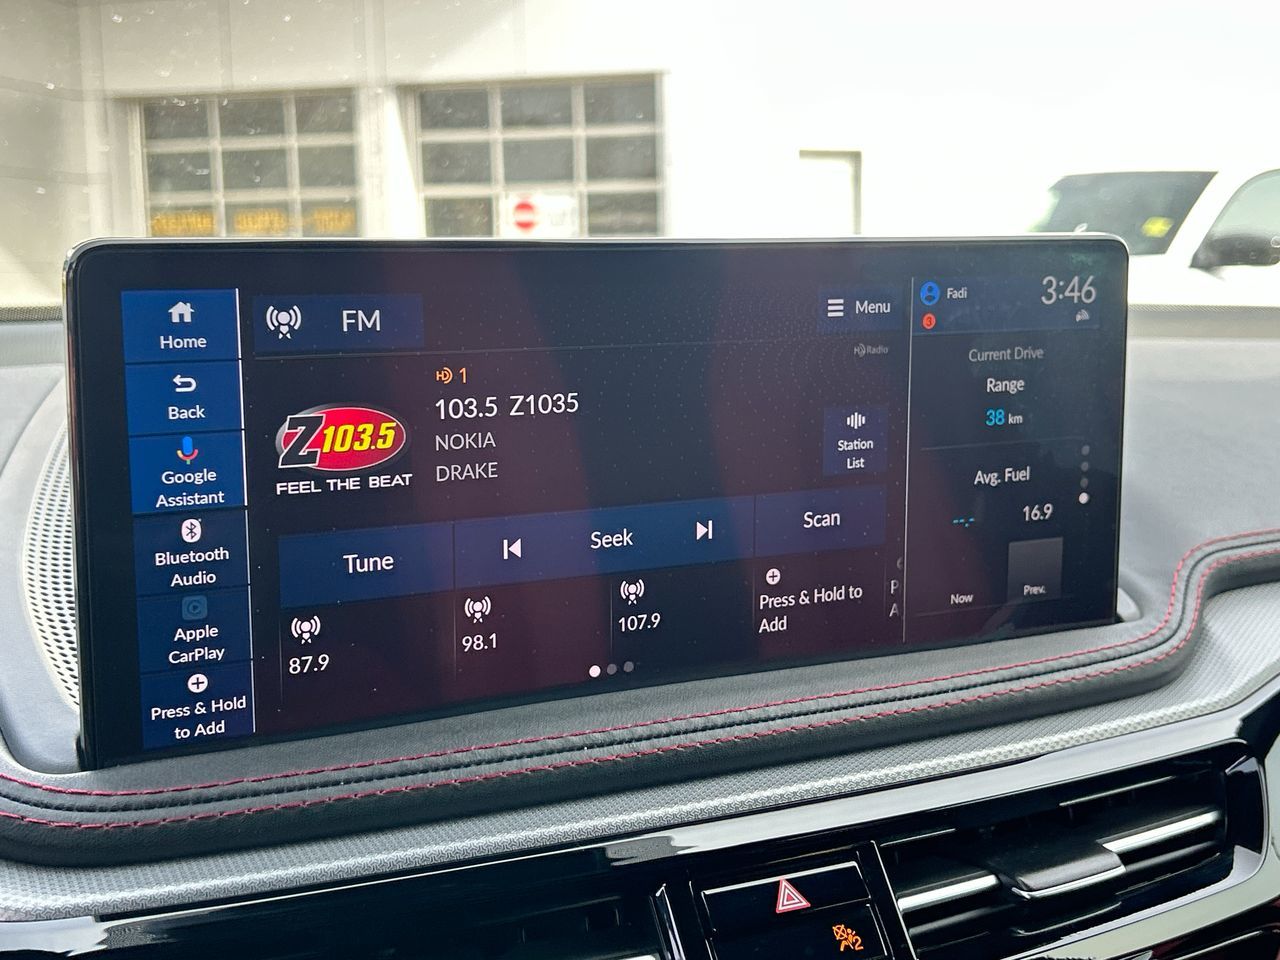 Home
Back
Google
Assistant
Bluetooth
Audio
Apple
CarPlay
Press & Hold
to Add
FM
Menu
HD Radio
HD 1
103.5 Z1035
NOKIA
DRAKE
Z103.5
FEEL THE BEAT
Station
List
Tune
Seek
Scan
87.9
98.1
107.9
Press & Hold to
Add
P
A
Fadi
3:46
3
Current Drive
Range
38 km
Avg. Fuel
--.-
16.9
Now
Prev.
2